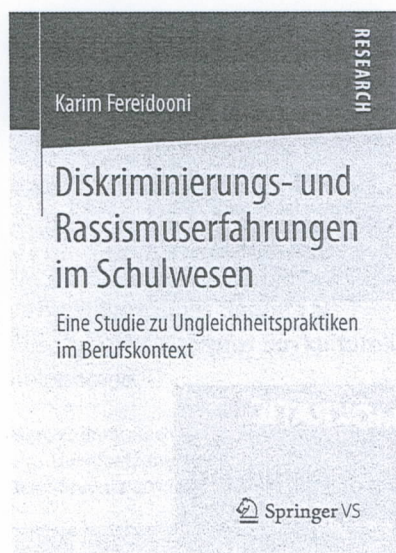 RESEARCH
Karim Fereidooni
Diskriminierungs- und
Rassismuserfahrungen
im Schulwesen
Eine Studie zu Ungleichheitspraktiken
im Berufskontext
Springer VS